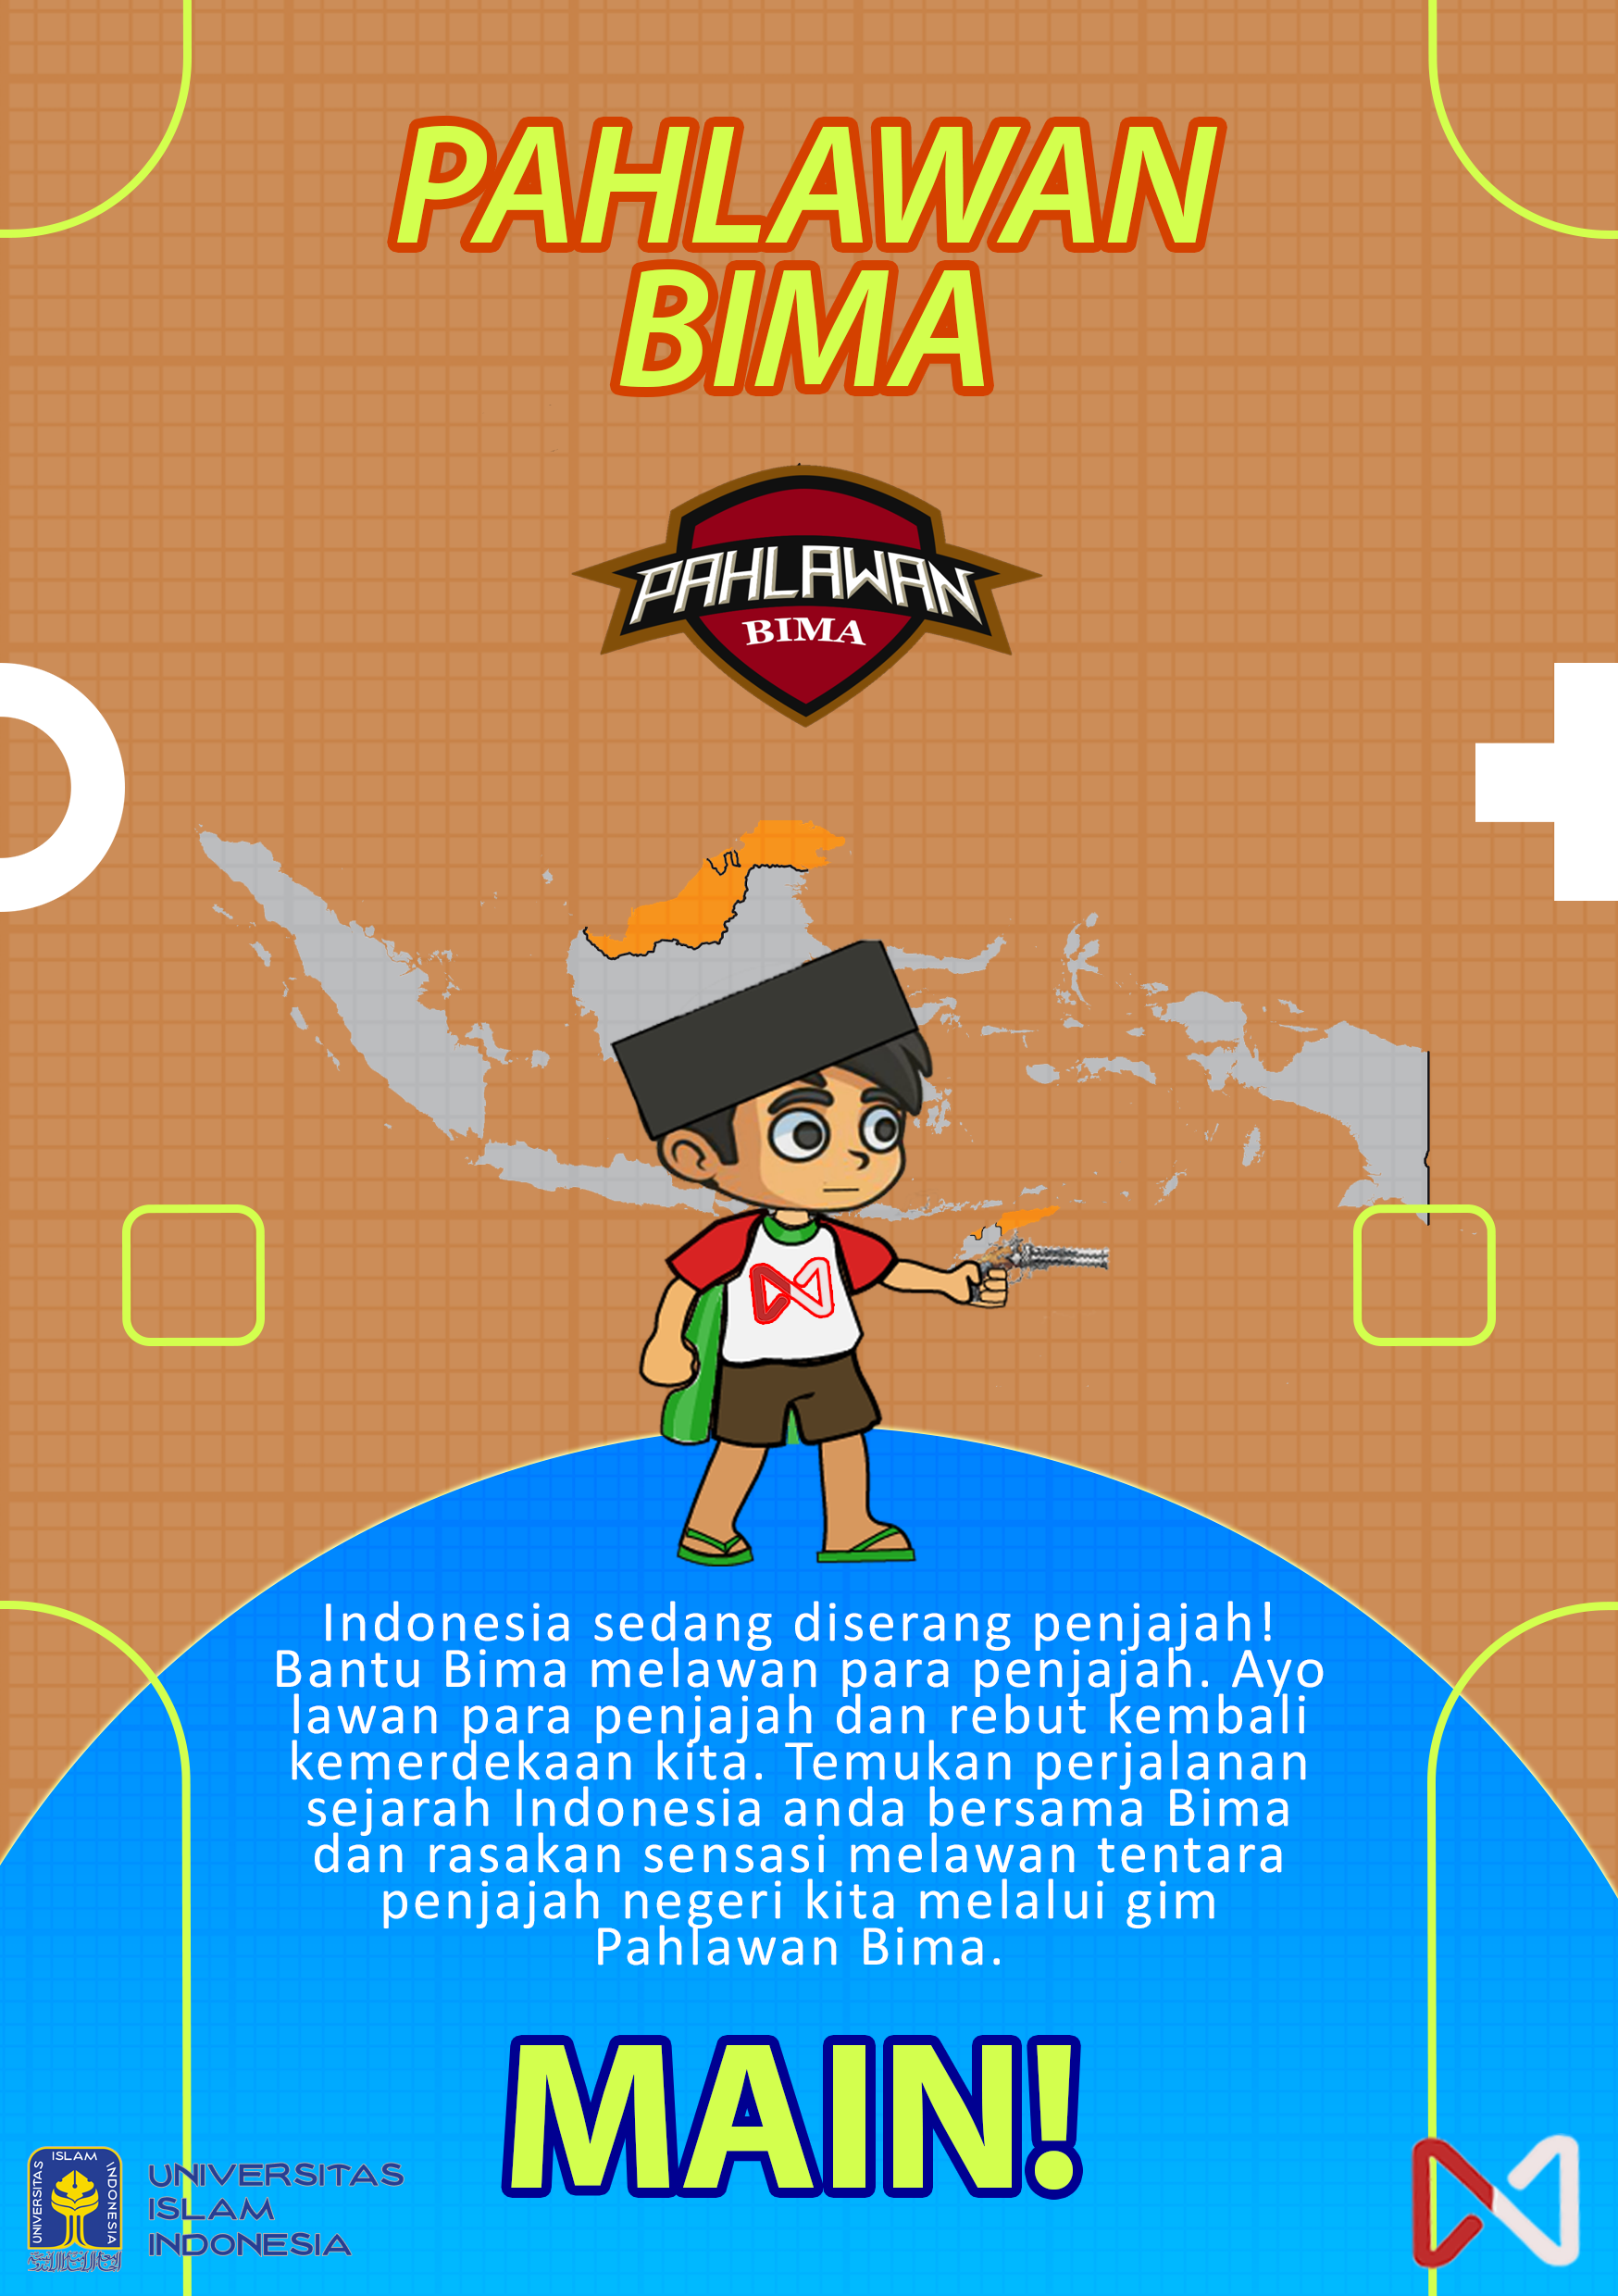 PAHLAWAN
BIMA
PAHLAWAN
BIMA
Indonesia sedang diserang penjajah!
Bantu Bima melawan para penjajah. Ayo
lawan para penjajah dan rebut kembali
kemerdekaan kita. Temukan perjalanan
sejarah Indonesia anda bersama Bima
dan rasakan sensasi melawan tentara
penjajah negeri kita melalui gim
Pahlawan Bima.
MAIN!
UNIVERSITAS
ISLAM
INDONESIA
UNIVERSITAS
ISLAM
INDONESIA